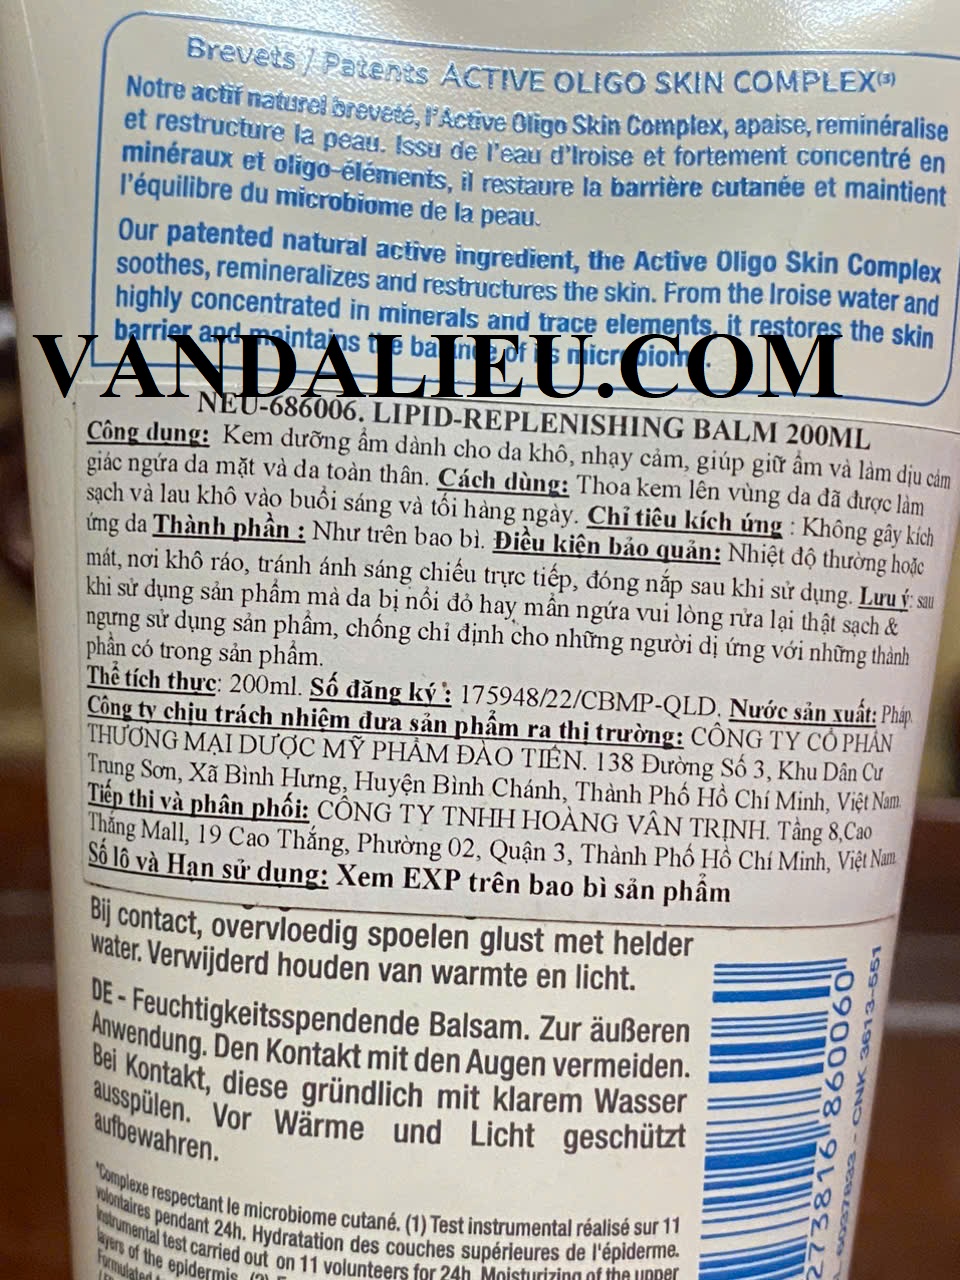 Brevets / Patents ACTIVE OLIGO SKIN COMPLEX(3)
Notre actif naturel breveté, l'Active Oligo Skin Complex, apaise, reminéralise
et restructure la peau. Issu de l'eau d'Iroise et fortement concentré en
minéraux et oligo-éléments, il restaure la barrière cutanée et maintient
l'équilibre du microbiome de la peau.
Our patented natural active ingredient, the Active Oligo Skin Complex
soothes, remineralizes and restructures the skin. From the Iroise water and
highly concentrated in minerals and trace elements, it restores the skin
barrier and maintains the balance of its microbiome.
VANDALIEU.COM
NEU-686006. LIPID-REPLENISHING BALM 200ML
Công dụng: Kem dưỡng ẩm dành cho da khô, nhạy cảm, giúp giữ ẩm và làm dịu cảm
giác ngứa da mặt và da toàn thân. Cách dùng: Thoa kem lên vùng da đã được làm
sạch và lau khô vào buổi sáng và tối hàng ngày. Chỉ tiêu kích ứng : Không gây kích
ứng da Thành phần : Như trên bao bì. Điều kiện bảo quản: Nhiệt độ thường hoặc
mát, nơi khô ráo, tránh ánh sáng chiếu trực tiếp, đóng nắp sau khi sử dụng. Lưu ý: sau
khi sử dụng sản phẩm mà da bị nổi đỏ hay mẩn ngứa vui lòng rửa lại thật sạch &
ngưng sử dụng sản phẩm, chống chỉ định cho những người dị ứng với những thành
phần có trong sản phẩm.
Thể tích thực: 200ml. Số đăng ký : 175948/22/CBMP-QLD. Nước sản xuất: Pháp.
Công ty chịu trách nhiệm đưa sản phẩm ra thị trường: CÔNG TY CỔ PHẦN
THƯƠNG MẠI DƯỢC MỸ PHẨM ĐÀO TIÊN. 138 Đường Số 3, Khu Dân Cư
Trung Sơn, Xã Bình Hưng, Huyện Bình Chánh, Thành Phố Hồ Chí Minh, Việt Nam.
Tiếp thị và phân phối: CÔNG TY TNHH HOÀNG VÂN TRỊNH. Tầng 8,Cao
Thắng Mall, 19 Cao Thắng, Phường 02, Quận 3, Thành Phố Hồ Chí Minh, Việt Nam.
Số lô và Hạn sử dụng: Xem EXP trên bao bì sản phẩm
Bij contact, overvloedig spoelen glust met helder
water. Verwijderd houden van warmte en licht.
DE - Feuchtigkeitsspendende Balsam. Zur äußeren
Anwendung. Den Kontakt mit den Augen vermeiden.
Bei Kontakt, diese gründlich mit klarem Wasser
ausspülen. Vor Wärme und Licht geschützt
aufbewahren.
*Complexe respectant le microbiome cutané. (1) Test instrumental réalisé sur 11
volontaires pendant 24h. Hydratation des couches supérieures de l'épiderme.
Instrumental test carried out on 11 volunteers for 24h. Moisturizing of the upper
layers of the epidermis.
Formulated
273816 860060
6037833 - CNK 3613-551